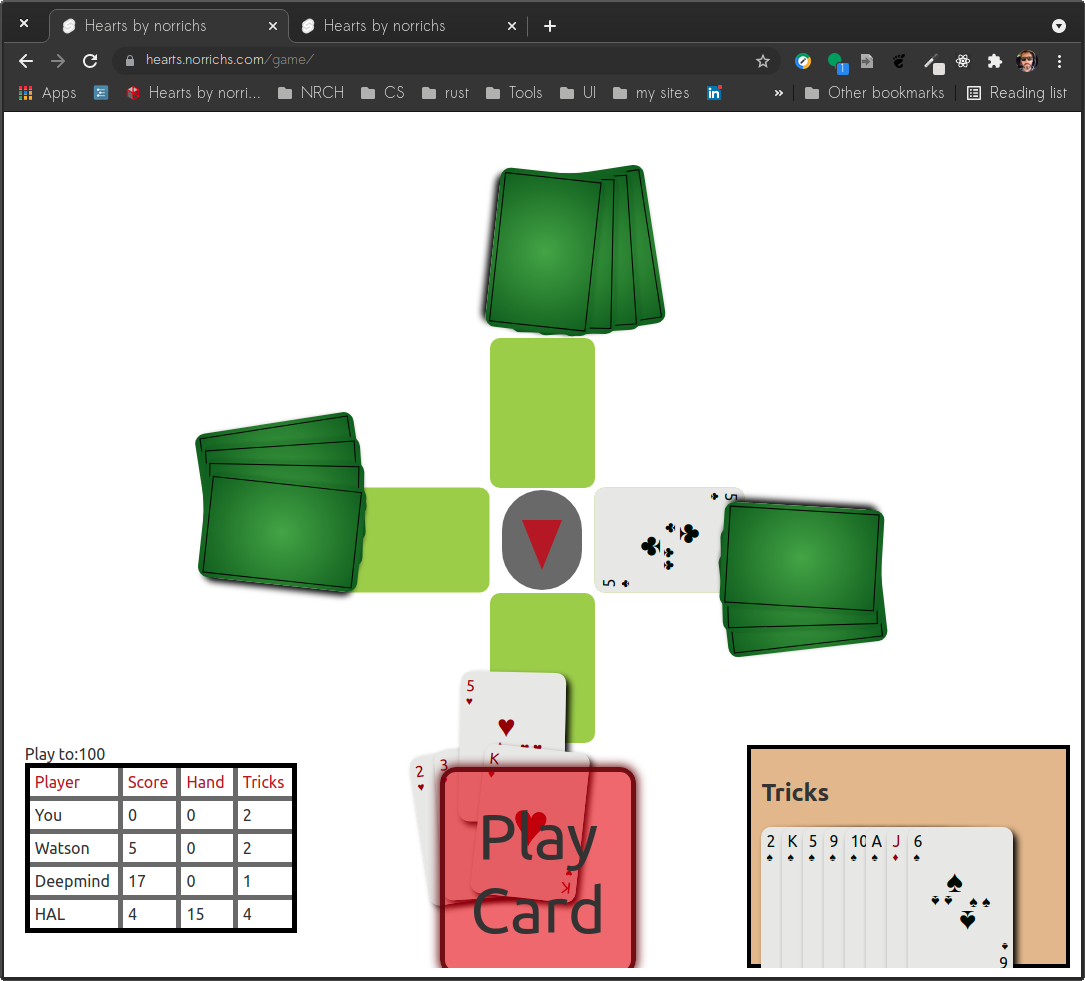 Hearts by norrichs
Hearts by norrichs
hearts.norrichs.com/game/
1
Apps
Hearts by norri...
NRCH
CS
rust
Tools
UI
my sites
in
»
Other bookmarks
Reading list
5
5
5
2
3
K
K
Play
Card
Play to:100
Player Score Hand Tricks
You 0 0 2
Watson 5 0 2
Deepmind 17 0 1
HAL 4 15 4
Tricks
2 K 5 9 10 A J 6
6